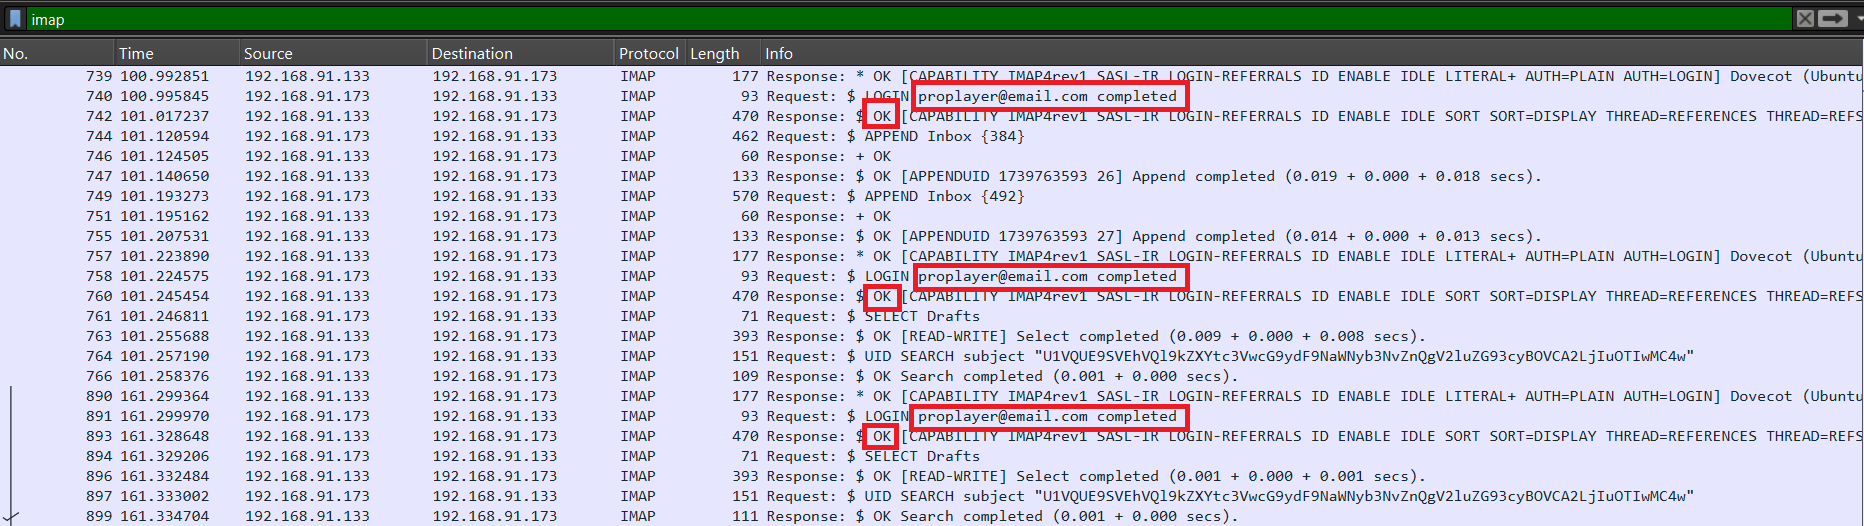 imap
No. Time Source Destination Protocol Length Info
739 100.992851 192.168.91.133 192.168.91.173 IMAP 177 Response: * OK [CAPABILITY IMAP4rev1 SASL-IR LOGIN-REFERRALS ID ENABLE IDLE LITERAL+ AUTH=PLAIN AUTH=LOGIN] Dovecot (Ubuntu
740 100.995845 192.168.91.173 192.168.91.133 IMAP 93 Request: $ LOGIN proplayer@email.com completed
742 101.017237 192.168.91.133 192.168.91.173 IMAP 470 Response: $ OK [CAPABILITY IMAP4rev1 SASL-IR LOGIN-REFERRALS ID ENABLE IDLE SORT SORT=DISPLAY THREAD=REFERENCES THREAD=REFS
744 101.120594 192.168.91.173 192.168.91.133 IMAP 462 Request: $ APPEND Inbox {384}
746 101.124505 192.168.91.133 192.168.91.173 IMAP 60 Response: + OK
747 101.140650 192.168.91.133 192.168.91.173 IMAP 133 Response: $ OK [APPENDUID 1739763593 26] Append completed (0.019 + 0.000 + 0.018 secs).
749 101.193273 192.168.91.173 192.168.91.133 IMAP 570 Request: $ APPEND Inbox {492}
751 101.195162 192.168.91.133 192.168.91.173 IMAP 60 Response: + OK
755 101.207531 192.168.91.133 192.168.91.173 IMAP 133 Response: $ OK [APPENDUID 1739763593 27] Append completed (0.014 + 0.000 + 0.013 secs).
757 101.223890 192.168.91.133 192.168.91.173 IMAP 177 Response: * OK [CAPABILITY IMAP4rev1 SASL-IR LOGIN-REFERRALS ID ENABLE IDLE LITERAL+ AUTH=PLAIN AUTH=LOGIN] Dovecot (Ubuntu
758 101.224575 192.168.91.173 192.168.91.133 IMAP 93 Request: $ LOGIN proplayer@email.com completed
760 101.245454 192.168.91.133 192.168.91.173 IMAP 470 Response: $ OK [CAPABILITY IMAP4rev1 SASL-IR LOGIN-REFERRALS ID ENABLE IDLE SORT SORT=DISPLAY THREAD=REFERENCES THREAD=REFS
761 101.246811 192.168.91.173 192.168.91.133 IMAP 71 Request: $ SELECT Drafts
763 101.255688 192.168.91.133 192.168.91.173 IMAP 393 Response: $ OK [READ-WRITE] Select completed (0.009 + 0.000 + 0.008 secs).
764 101.257190 192.168.91.173 192.168.91.133 IMAP 151 Request: $ UID SEARCH subject "U1VQUE9SVEhVQl9kZXYtc3VwcG9ydF9NaWNyb3NvZnQgV2luZG93cyBOVCA2LjIuOTIwMC4w"
766 101.258376 192.168.91.133 192.168.91.173 IMAP 109 Response: $ OK Search completed (0.001 + 0.000 secs).
890 161.299364 192.168.91.133 192.168.91.173 IMAP 177 Response: * OK [CAPABILITY IMAP4rev1 SASL-IR LOGIN-REFERRALS ID ENABLE IDLE LITERAL+ AUTH=PLAIN AUTH=LOGIN] Dovecot (Ubuntu
891 161.299970 192.168.91.173 192.168.91.133 IMAP 93 Request: $ LOGIN proplayer@email.com completed
893 161.328648 192.168.91.133 192.168.91.173 IMAP 470 Response: $ OK [CAPABILITY IMAP4rev1 SASL-IR LOGIN-REFERRALS ID ENABLE IDLE SORT SORT=DISPLAY THREAD=REFERENCES THREAD=REFS
894 161.329206 192.168.91.173 192.168.91.133 IMAP 71 Request: $ SELECT Drafts
896 161.332484 192.168.91.133 192.168.91.173 IMAP 393 Response: $ OK [READ-WRITE] Select completed (0.001 + 0.000 + 0.001 secs).
897 161.333002 192.168.91.173 192.168.91.133 IMAP 151 Request: $ UID SEARCH subject "U1VQUE9SVEhVQl9kZXYtc3VwcG9ydF9NaWNyb3NvZnQgV2luZG93cyBOVCA2LjIuOTIwMC4w"
899 161.334704 192.168.91.133 192.168.91.173 IMAP 111 Response: $ OK Search completed (0.001 + 0.000 secs).